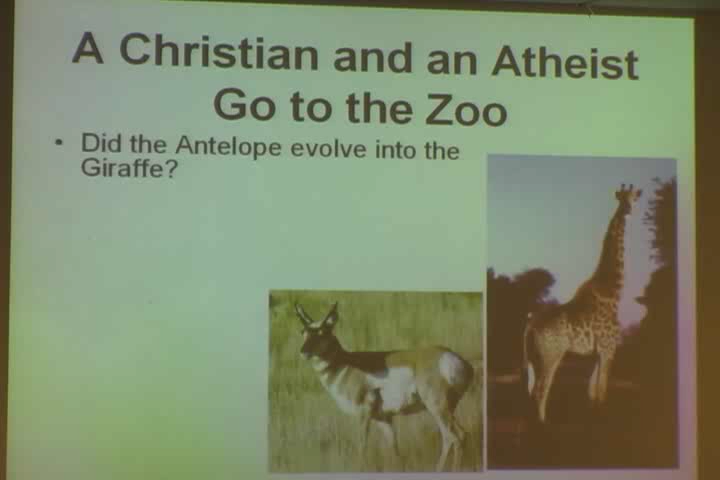 A Christian and an Atheist
Go to the Zoo
• Did the Antelope evolve into the
Giraffe?